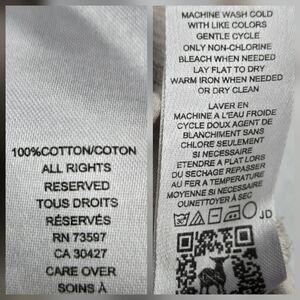 100%COTTON/COTON
ALL RIGHTS
RESERVED
TOUS DROITS
RÉSERVÉS
RN 73597
CA 30427
CARE OVER
SOINS À
MACHINE WASH COLD
WITH LIKE COLORS
GENTLE CYCLE
ONLY NON-CHLORINE
BLEACH WHEN NEEDED
LAY FLAT TO DRY
WARM IRON WHEN NEEDED
OR DRY CLEAN
LAVER EN
MACHINE A L'EAU FROIDE
CYCLE DOUX AGENT DE
BLANCHIMENT SANS
CHLORE SEULEMENT
SI NECESSAIRE
ETENDRE A PLAT LORS
DU SECHAGE REPASSER
AU FER A TEMPERATURE
MOYENNE SI NECESSAIRE
OUNETTOYER À SEC
JD